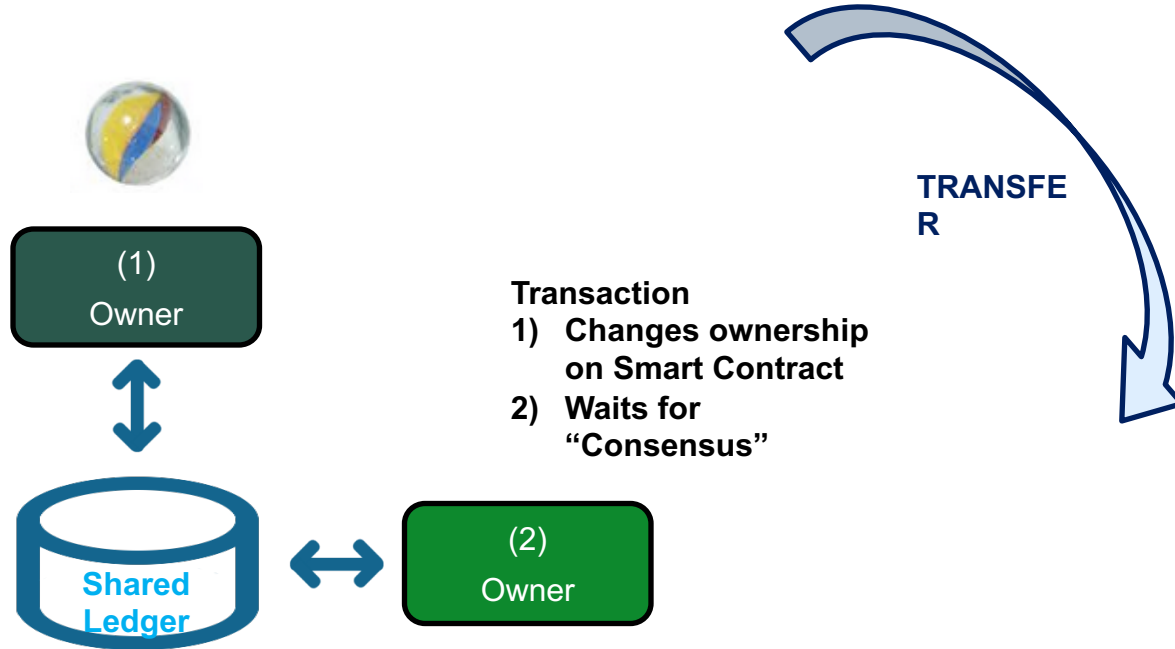 TRANSFE
R
(1)
Owner
Transaction
1) Changes ownership
on Smart Contract
2) Waits for
“Consensus”
(2)
Owner
Shared
Ledger